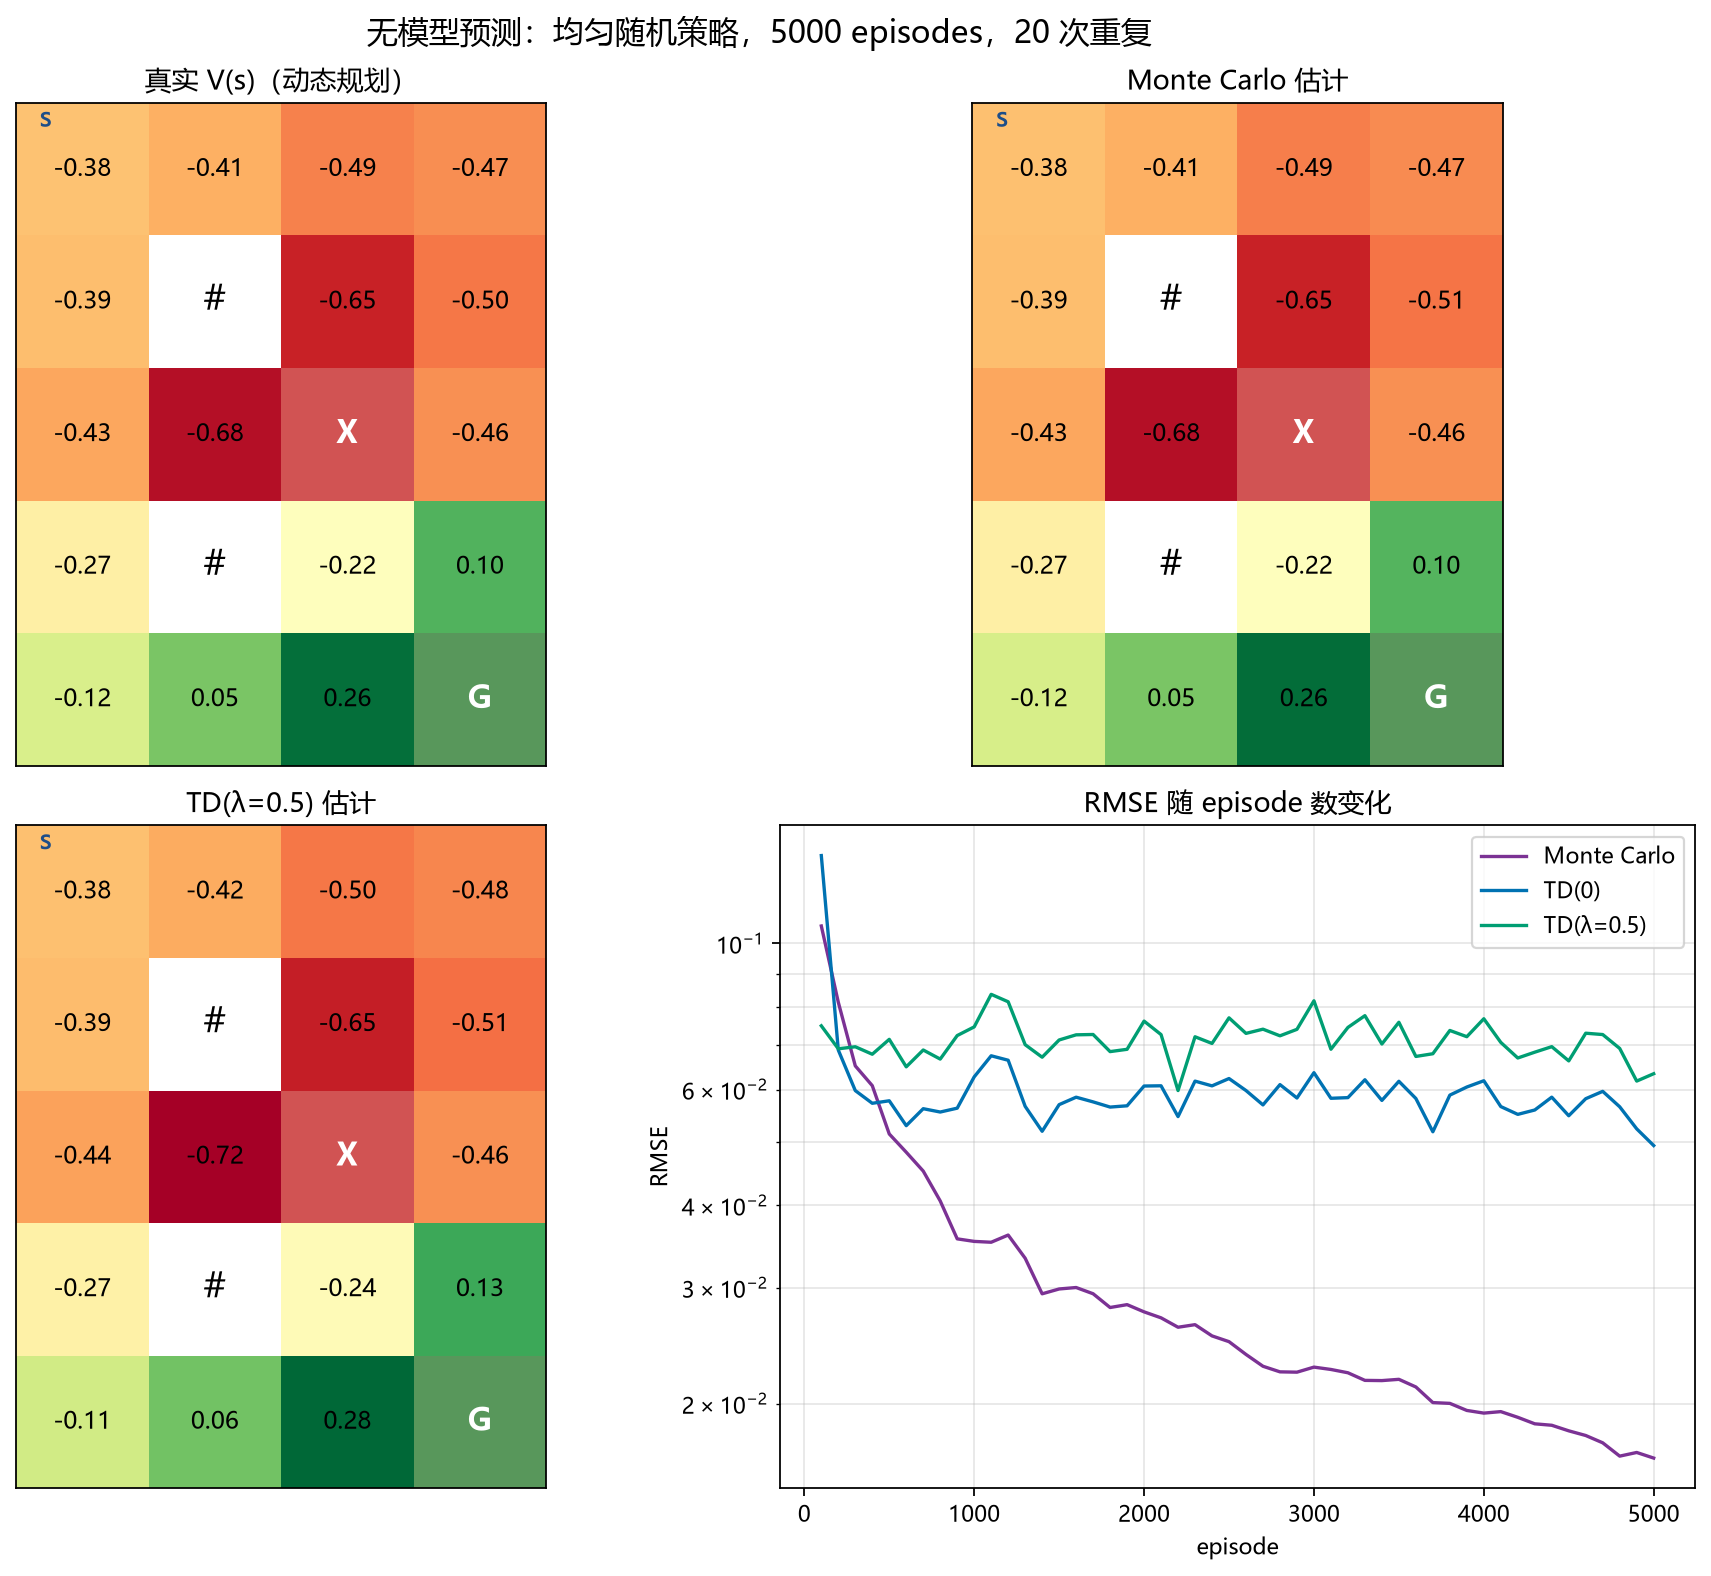 无模型预测：均匀随机策略，5000 episodes，20 次重复
真实 V(s)（动态规划）
S
-0.38 -0.41 -0.49 -0.47
-0.39 # -0.65 -0.50
-0.43 -0.68 X -0.46
-0.27 # -0.22 0.10
-0.12 0.05 0.26 G
Monte Carlo 估计
S
-0.38 -0.41 -0.49 -0.47
-0.39 # -0.65 -0.51
-0.43 -0.68 X -0.46
-0.27 # -0.22 0.10
-0.12 0.05 0.26 G
TD(λ=0.5) 估计
S
-0.38 -0.42 -0.50 -0.48
-0.39 # -0.65 -0.51
-0.44 -0.72 X -0.46
-0.27 # -0.24 0.13
-0.11 0.06 0.28 G
RMSE 随 episode 数变化
Monte Carlo
TD(0)
TD(λ=0.5)
10⁻¹
6 × 10⁻²
4 × 10⁻²
3 × 10⁻²
2 × 10⁻²
RMSE
0 1000 2000 3000 4000 5000
episode